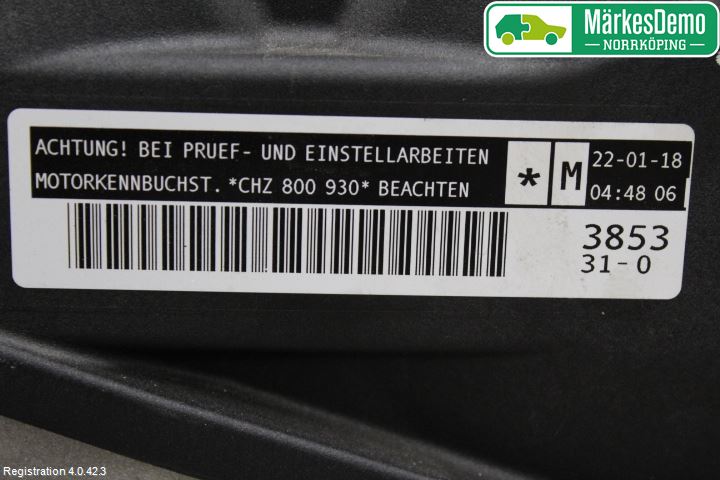 MärkesDemo
NORRKÖPING
ACHTUNG! BEI PRUEF- UND EINSTELLARBEITEN
MOTORKENNBUCHST. *CHZ 800 930* BEACHTEN
* M
22-01-18
04:48 06
3853
31-0
Registration 4.0.42.3